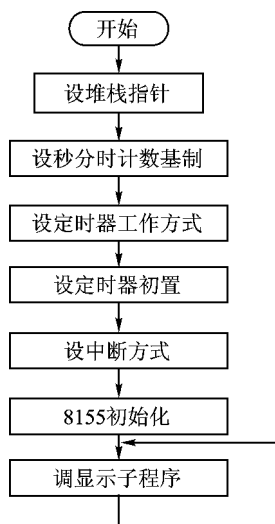 开始
设堆栈指针
设秒分时计数基制
设定时器工作方式
设定时器初置
设中断方式
8155初始化
调显示子程序